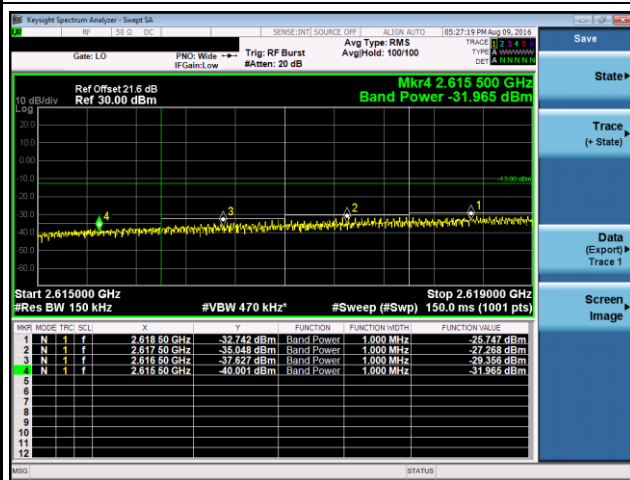 Keysight Spectrum Analyzer - Swept SA
RF 50 Ω DC SENSE:INT SOURCE OFF ALIGN AUTO 05:27:19 PM Aug 09, 2016
Gate: LO PNO: Wide Trig: RF Burst Avg Type: RMS TRACE 1 2 3 4 5 6
IFGain:Low #Atten: 20 dB Avg|Hold: 100/100 TYPE A WWWWW
DET A N N N N N
Ref Offset 21.6 dB Mkr4 2.615 500 GHz
10 dB/div Ref 30.00 dBm Band Power -31.965 dBm
Log
20.0
10.0
0.00
-10.0
-13.00 dBm
-20.0
-30.0
-40.0
-50.0
-60.0
4 3 2 1
Start 2.615000 GHz Stop 2.619000 GHz
#Res BW 150 kHz #VBW 470 kHz* #Sweep (#Swp) 150.0 ms (1001 pts)
MKR MODE TRC SCL X Y FUNCTION FUNCTION WIDTH FUNCTION VALUE
1 N 1 f 2.618 50 GHz -32.742 dBm Band Power 1.000 MHz -25.747 dBm
2 N 1 f 2.617 50 GHz -35.048 dBm Band Power 1.000 MHz -27.268 dBm
3 N 1 f 2.616 50 GHz -37.627 dBm Band Power 1.000 MHz -29.356 dBm
4 N 1 f 2.615 50 GHz -40.001 dBm Band Power 1.000 MHz -31.965 dBm
5
6
7
8
9
10
11
12
MSG STATUS
Save
State
Trace
(+ State)
Data
(Export)
Trace 1
Screen
Image